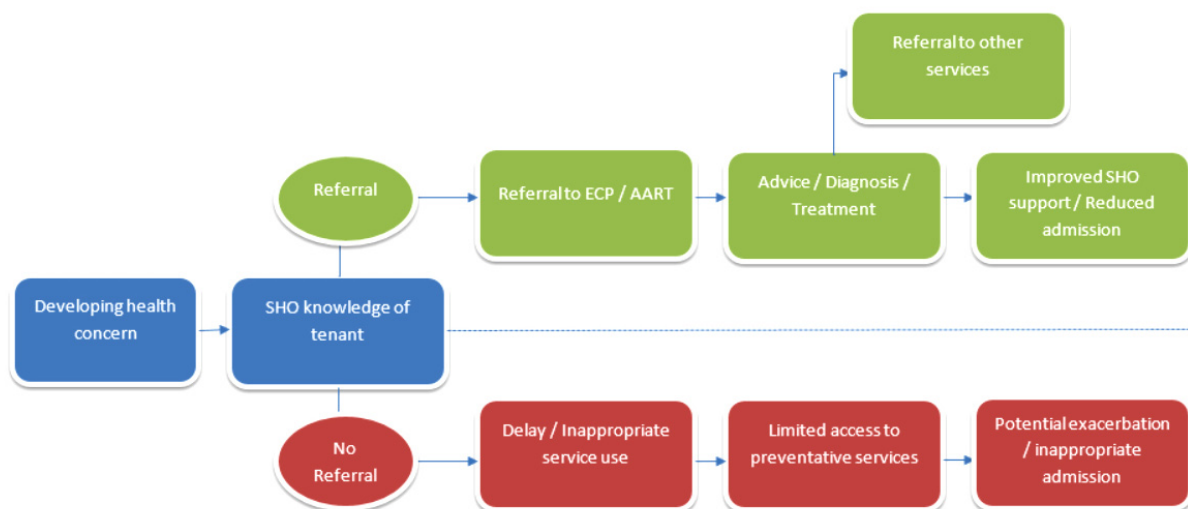 Referral to other
services
Referral
Referral to ECP / AART
Advice / Diagnosis /
Treatment
Improved SHO
support / Reduced
admission
Developing health
concern
SHO knowledge of
tenant
No
Referral
Delay / Inappropriate
service use
Limited access to
preventative services
Potential exacerbation
/ inappropriate
admission